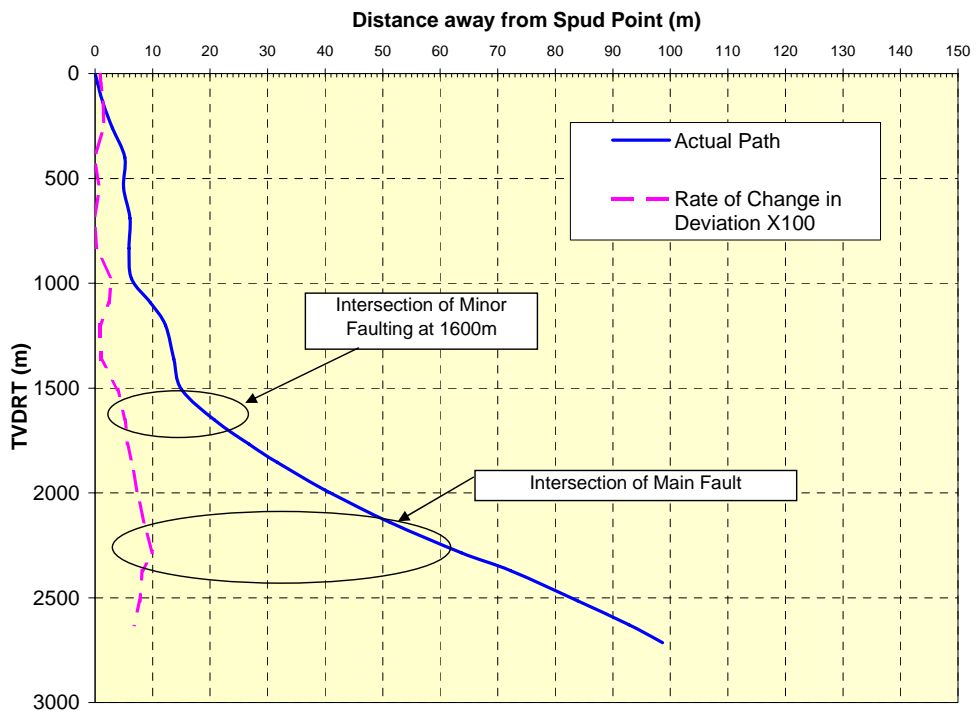 Distance away from Spud Point (m)
0 10 20 30 40 50 60 70 80 90 100 110 120 130 140 150
0
500
1000
1500
2000
2500
3000
TVDRT (m)
Actual Path
Rate of Change in
Deviation X100
Intersection of Minor
Faulting at 1600m
Intersection of Main Fault